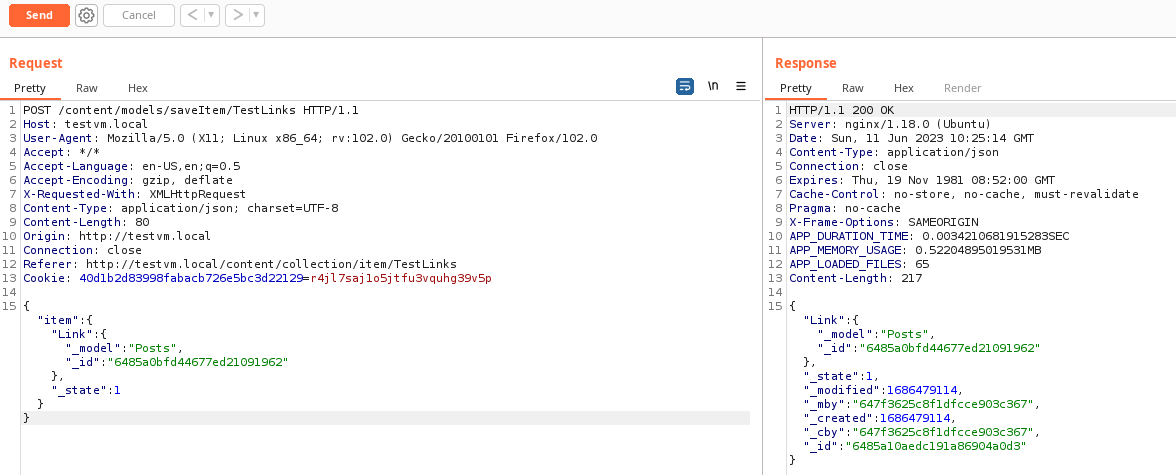 Send Cancel < >
Request
Pretty Raw Hex \n
1 POST /content/models/saveItem/TestLinks HTTP/1.1
2 Host: testvm.local
3 User-Agent: Mozilla/5.0 (X11; Linux x86_64; rv:102.0) Gecko/20100101 Firefox/102.0
4 Accept: */*
5 Accept-Language: en-US,en;q=0.5
6 Accept-Encoding: gzip, deflate
7 X-Requested-With: XMLHttpRequest
8 Content-Type: application/json; charset=UTF-8
9 Content-Length: 80
10 Origin: http://testvm.local
11 Connection: close
12 Referer: http://testvm.local/content/collection/item/TestLinks
13 Cookie: 40d1b2d83998fabacb726e5bc3d22129=r4jl7saj1o5jtfu3vquhg39v5p
14
15 {
"item":{
"Link":{
"_model":"Posts",
"_id":"6485a0bfd44677ed21091962"
},
"_state":1
}
}
Response
Pretty Raw Hex Render
1 HTTP/1.1 200 OK
2 Server: nginx/1.18.0 (Ubuntu)
3 Date: Sun, 11 Jun 2023 10:25:14 GMT
4 Content-Type: application/json
5 Connection: close
6 Expires: Thu, 19 Nov 1981 08:52:00 GMT
7 Cache-Control: no-store, no-cache, must-revalidate
8 Pragma: no-cache
9 X-Frame-Options: SAMEORIGIN
10 APP_DURATION_TIME: 0.0034210681915283SEC
11 APP_MEMORY_USAGE: 0.52204895019531MB
12 APP_LOADED_FILES: 65
13 Content-Length: 217
14
15 {
"Link":{
"_model":"Posts",
"_id":"6485a0bfd44677ed21091962"
},
"_state":1,
"_modified":1686479114,
"_mby":"647f3625c8f1dfcce903c367",
"_created":1686479114,
"_cby":"647f3625c8f1dfcce903c367",
"_id":"6485a10aedc191a86904a0d3"
}